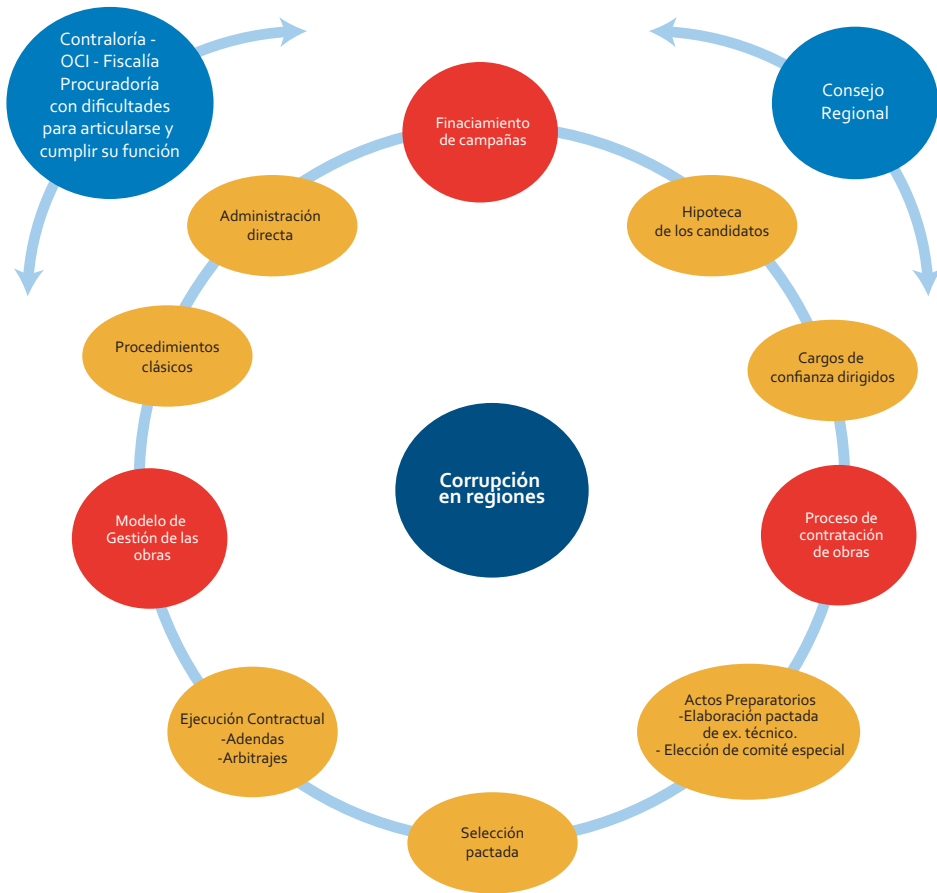 Contraloría -
OCI - Fiscalía
Procuradoría
con dificultades
para articularse y
cumplir su función
Consejo
Regional
Finaciamiento
de campañas
Administración
directa
Hipoteca
de los candidatos
Procedimientos
clásicos
Cargos de
confianza dirigidos
Corrupción
en regiones
Modelo de
Gestión de las
obras
Proceso de
contratación
de obras
Ejecución Contractual
-Adendas
-Arbitrajes
Actos Preparatorios
-Elaboración pactada
de ex. técnico.
- Elección de comité especial
Selección
pactada